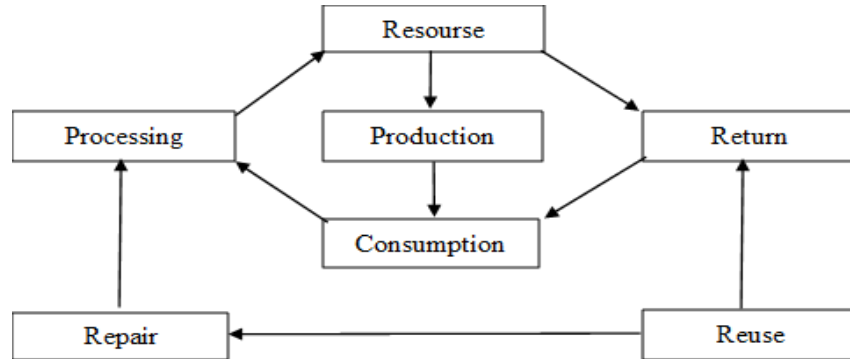 Resourse
Processing
Production
Return
Consumption
Repair
Reuse